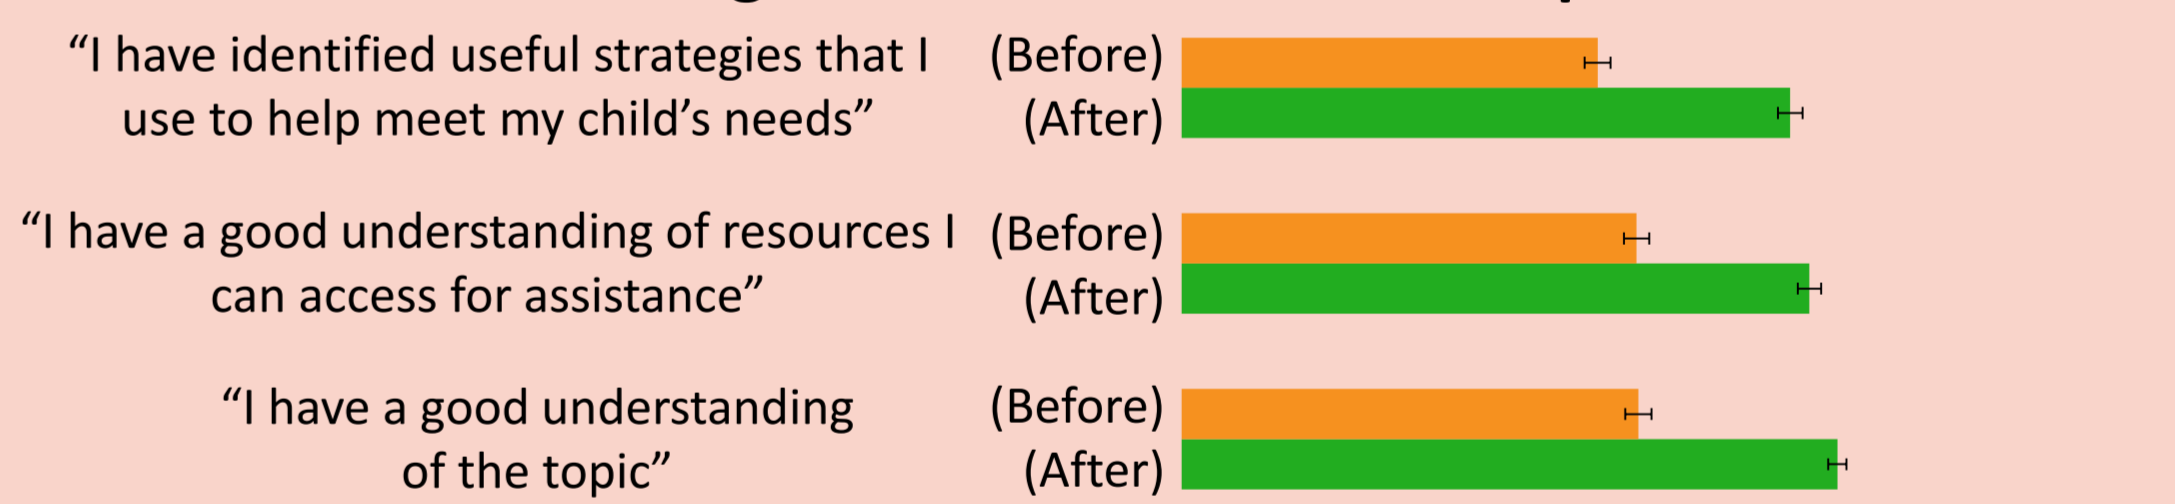 “I have identified useful strategies that I (Before)
use to help meet my child’s needs” (After)
“I have a good understanding of resources I (Before)
can access for assistance” (After)
“I have a good understanding (Before)
of the topic” (After)